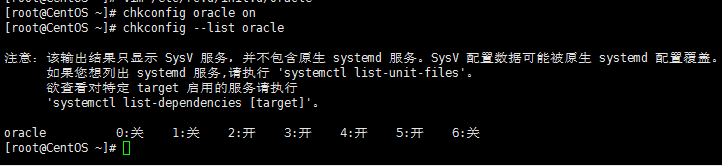 [root@CentOS ~]# vim /etc/rc.d/init.d/oracle
[root@CentOS ~]# chkconfig oracle on
[root@CentOS ~]# chkconfig --list oracle
注意：该输出结果只显示 SysV 服务，并不包含原生 systemd 服务。SysV 配置数据可能被原生 systemd 配置覆盖。
如果您想列出 systemd 服务,请执行 'systemctl list-unit-files'。
欲查看对特定 target 启用的服务请执行
'systemctl list-dependencies [target]'。
oracle 0:关 1:关 2:开 3:开 4:开 5:开 6:关
[root@CentOS ~]#